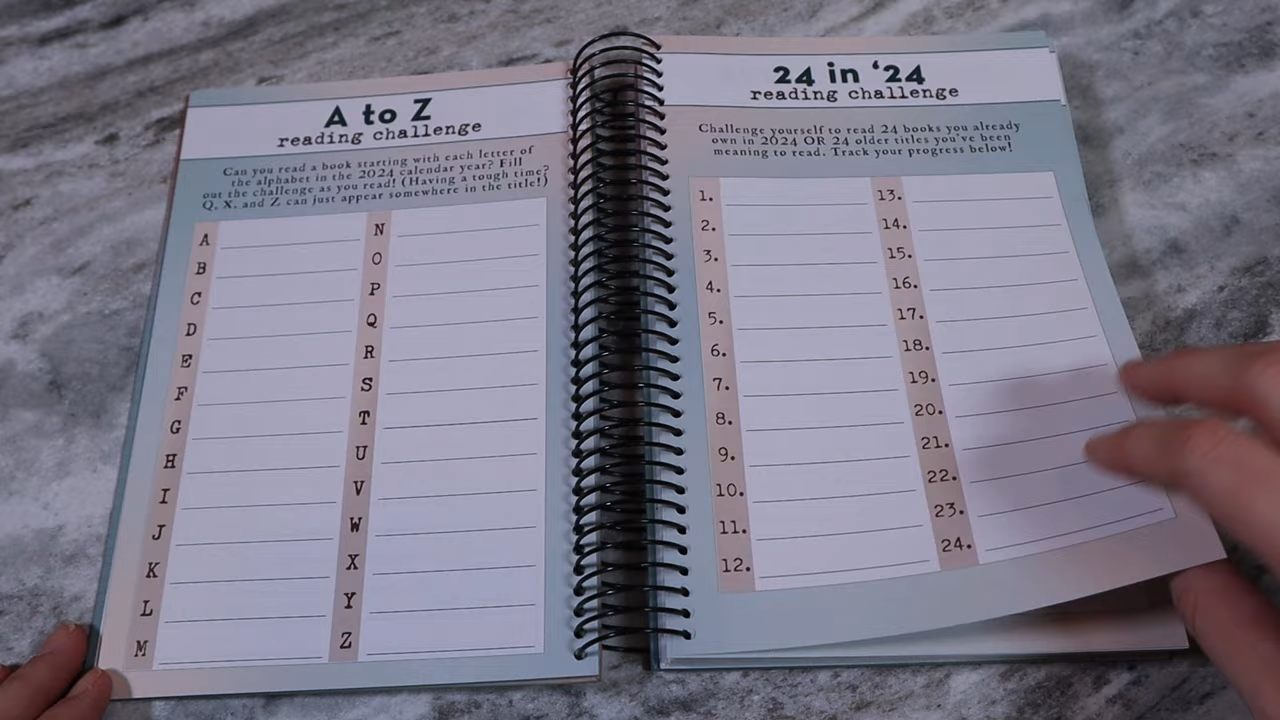 A to Z
reading challenge
Can you read a book starting with each letter of
the alphabet in the 2024 calendar year? Fill
out the challenge as you read! (Having a tough time?
Q, X, and Z can just appear somewhere in the title!)
A
B
C
D
E
F
G
H
I
J
K
L
M
N
O
P
Q
R
S
T
U
V
W
X
Y
Z
24 in ‘24
reading challenge
Challenge yourself to read 24 books you already
own in 2024 OR 24 older titles you've been
meaning to read. Track your progress below!
1.
2.
3.
4.
5.
6.
7.
8.
9.
10.
11.
12.
13.
14.
15.
16.
17.
18.
19.
20.
21.
22.
23.
24.